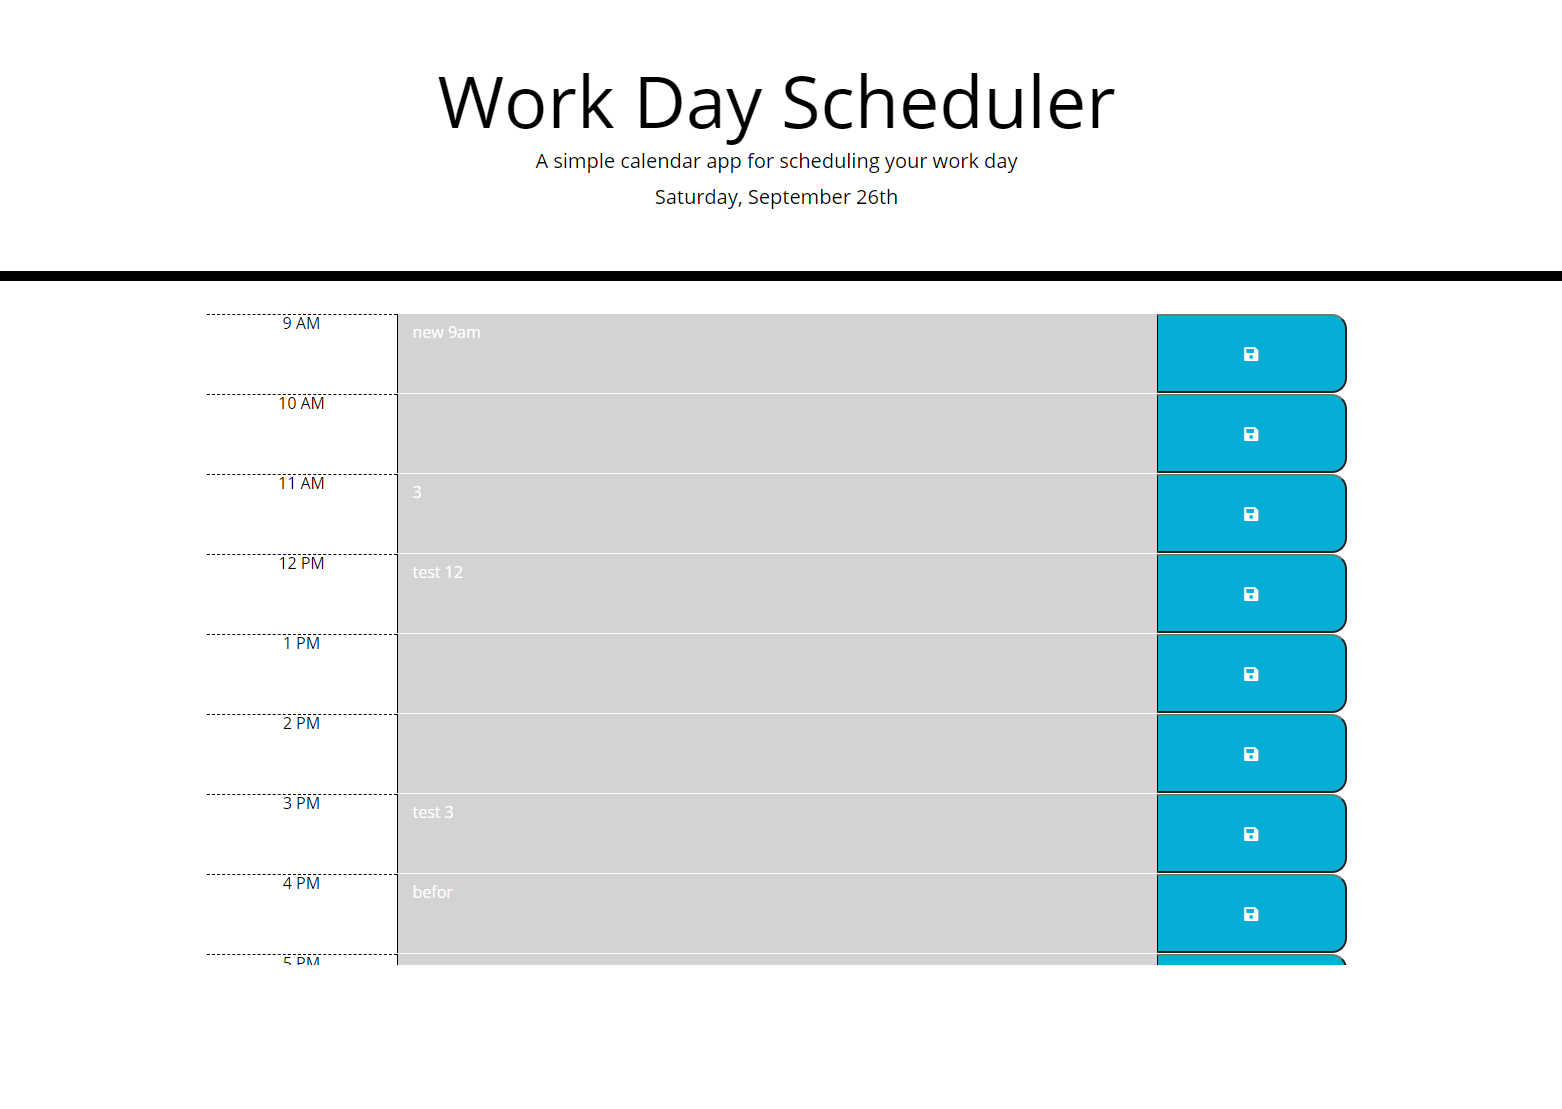 Work Day Scheduler
A simple calendar app for scheduling your work day
Saturday, September 26th
9 AM
new 9am
10 AM
11 AM
3
12 PM
test 12
1 PM
2 PM
3 PM
test 3
4 PM
befor
5 PM